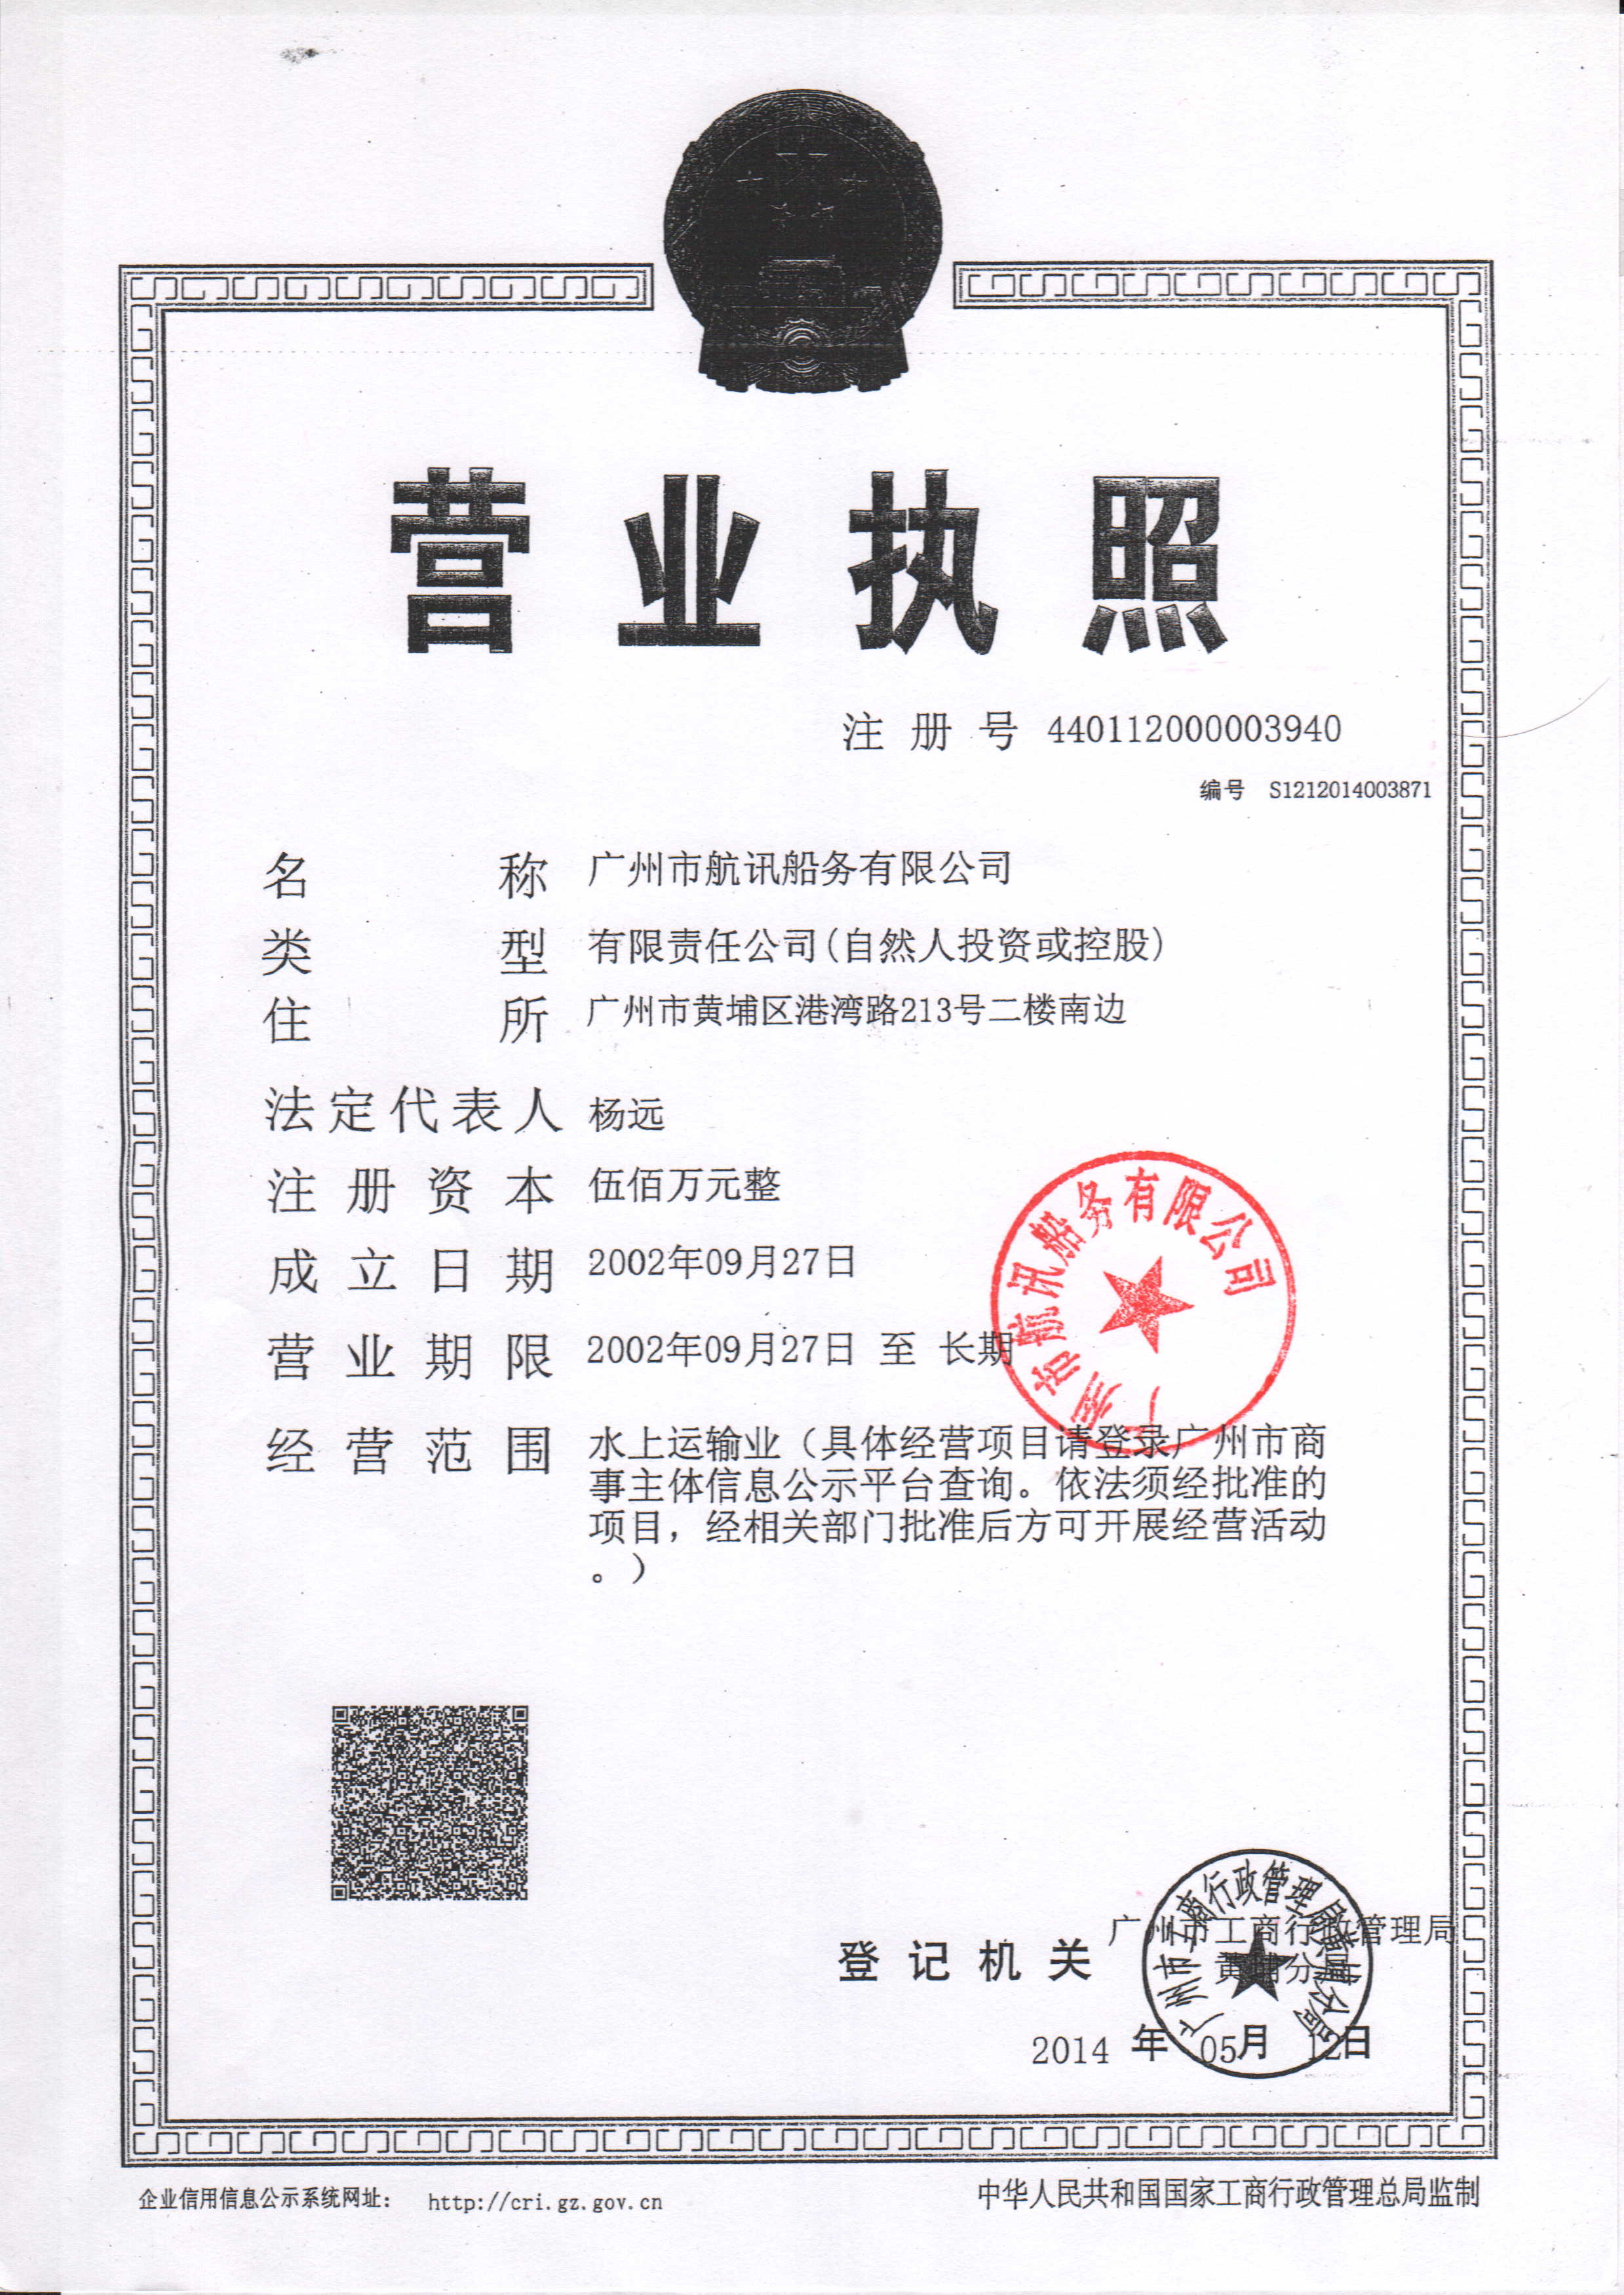 营业执照
注册号 440112000003940
编号 S1212014003871
名称 广州市航讯船务有限公司
类型 有限责任公司(自然人投资或控股)
住所 广州市黄埔区港湾路213号二楼南边
法定代表人 杨远
注册资本 伍佰万元整
成立日期 2002年09月27日
营业期限 2002年09月27日 至 长期
广州市航讯船务有限公司
经营范围 水上运输业（具体经营项目请登录广州市商
事主体信息公示平台查询。依法须经批准的
项目，经相关部门批准后方可开展经营活动
。）
广州市工商行政管理局黄埔分局
登记机关 广州市工商行政管理局
黄埔分局
2014 年 05月 12日
企业信用信息公示系统网址： http://cri.gz.gov.cn
中华人民共和国国家工商行政管理总局监制